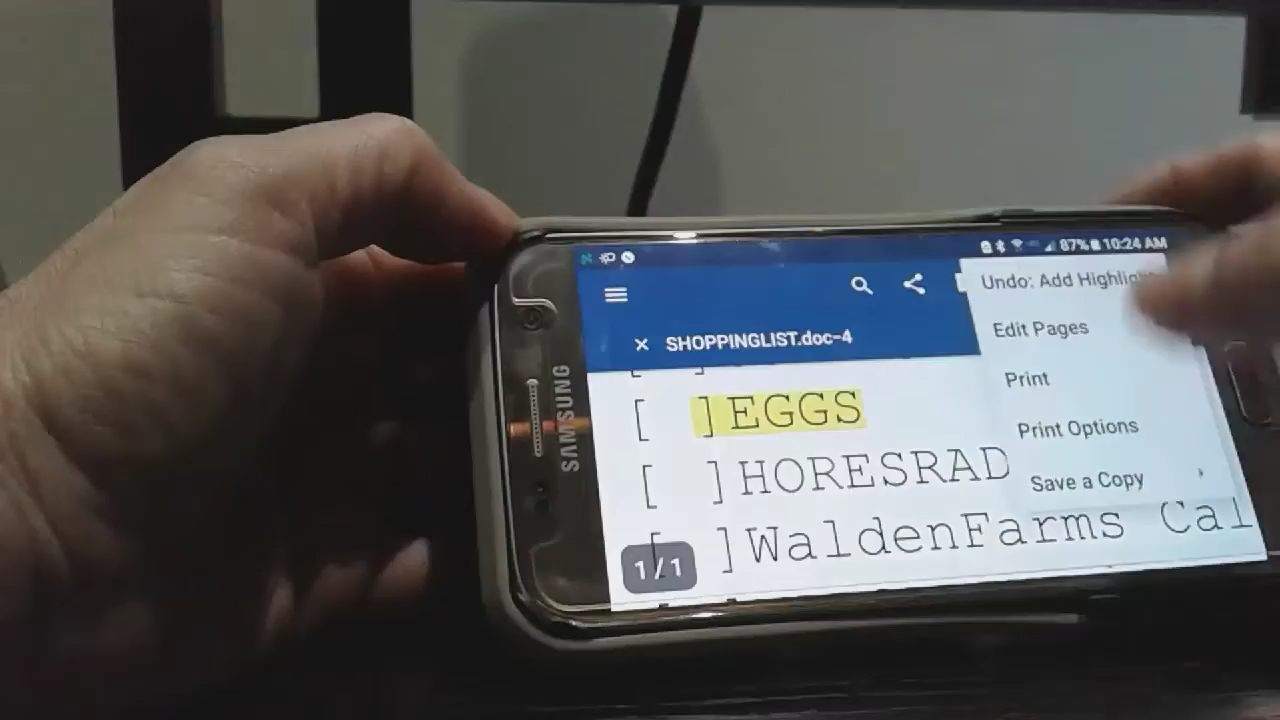 87% 10:24 AM
Undo: Add Highlight
SHOPPINGLIST.doc-4
Edit Pages
Print
Print Options
Save a Copy
[ ]EGGS
[ ]HORESRAD
[ ]WaldenFarms Cal
1/1
SAMSUNG